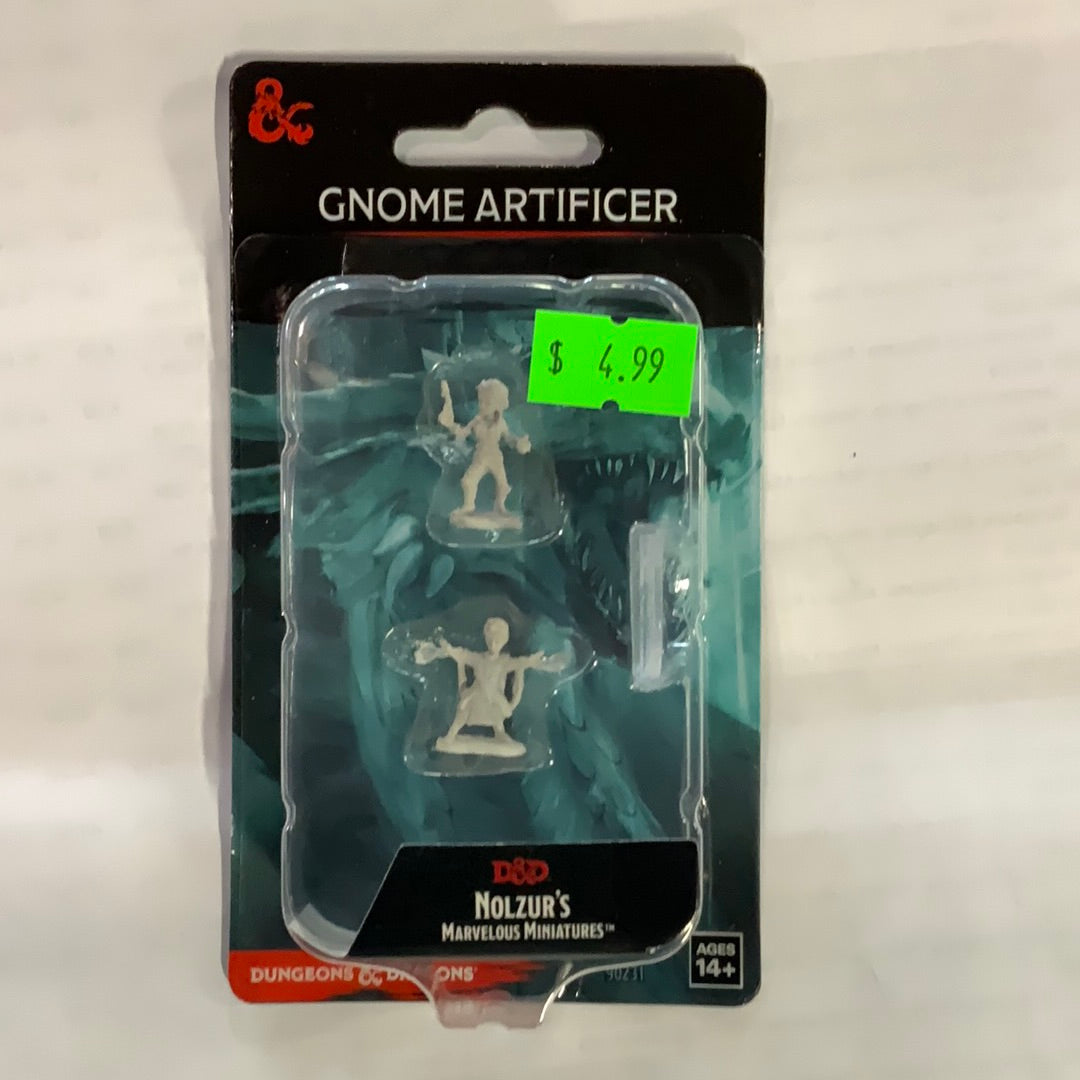 &
GNOME ARTIFICER
$ 4.99
D&D
NOLZUR'S
MARVELOUS MINIATURES™
DUNGEONS & DRAGONS®
90231
AGES
14+